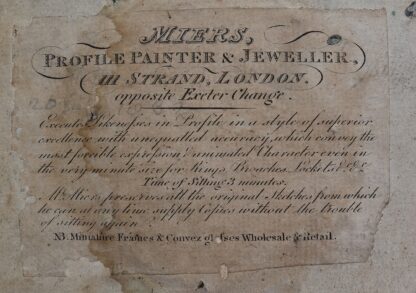 MIERS,
PROFILE PAINTER & JEWELLER,
111 STRAND, LONDON.
opposite Exeter Change.
Executes Likenesses in Profile in a style of superior
excellence with unequalled accuracy, which convey the
most forcible expression & animated Character even in
the very minute size for Rings, Broaches, Lockets &c &c
Time of Sitting 3 minutes.
Mr. Miers preserves all the original Sketches from which
he can at any time supply Copies without the trouble
of sitting again
NB. Miniature Frames & Convex glasses Wholesale & Retail.